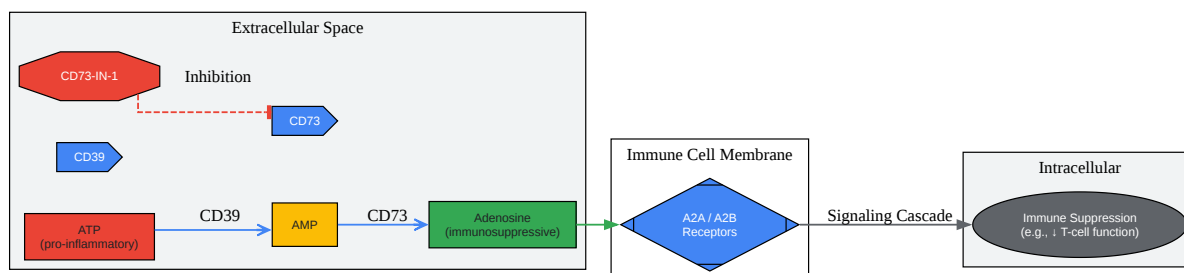 Extracellular Space
CD73-IN-1
Inhibition
CD73
CD39
Immune Cell Membrane
Intracellular
CD39
CD73
Signaling Cascade
ATP
(pro-inflammatory)
AMP
Adenosine
(immunosuppressive)
A2A / A2B
Receptors
Immune Suppression
(e.g., ↓ T-cell function)